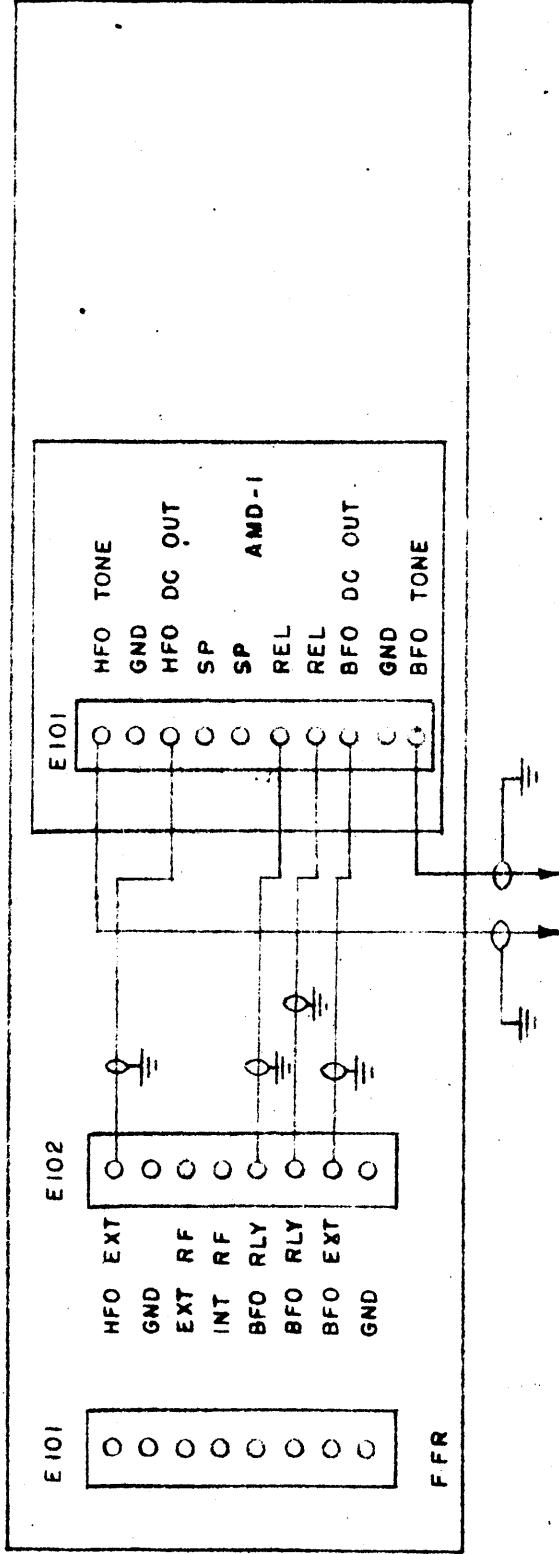 E101
FFR
E102
HFO EXT
GND
EXT RF
INT RF
BFO RLY
BFO RLY
BFO EXT
GND
E101
HFO TONE
GND
HFO DC OUT
SP
SP
AMD-1
REL
REL
BFO DC OUT
GND
BFO TONE